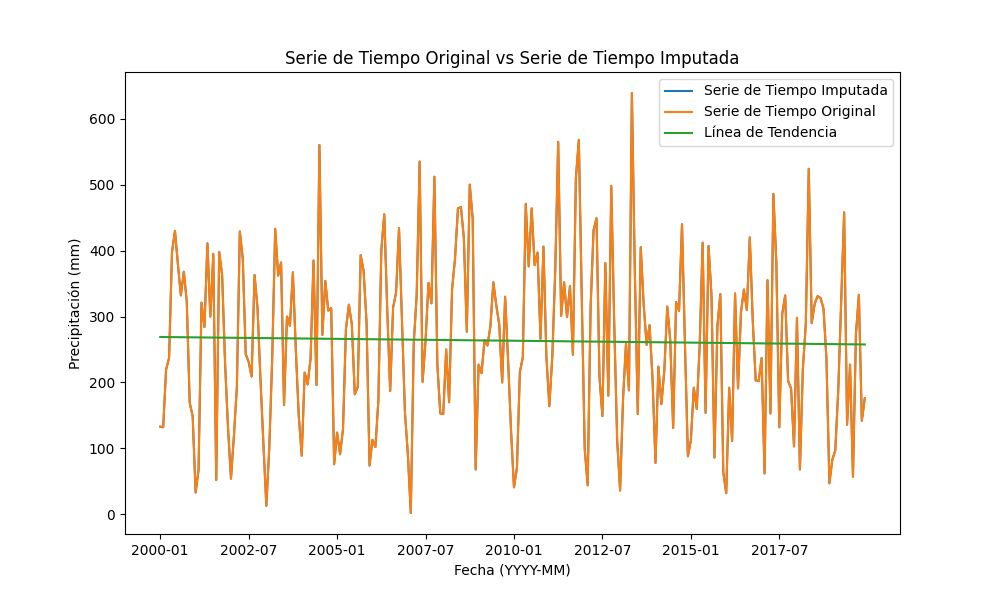 Serie de Tiempo Original vs Serie de Tiempo Imputada
Serie de Tiempo Imputada
Serie de Tiempo Original
Línea de Tendencia
Precipitación (mm)
600
500
400
300
200
100
0
2000-01 2002-07 2005-01 2007-07 2010-01 2012-07 2015-01 2017-07
Fecha (YYYY-MM)